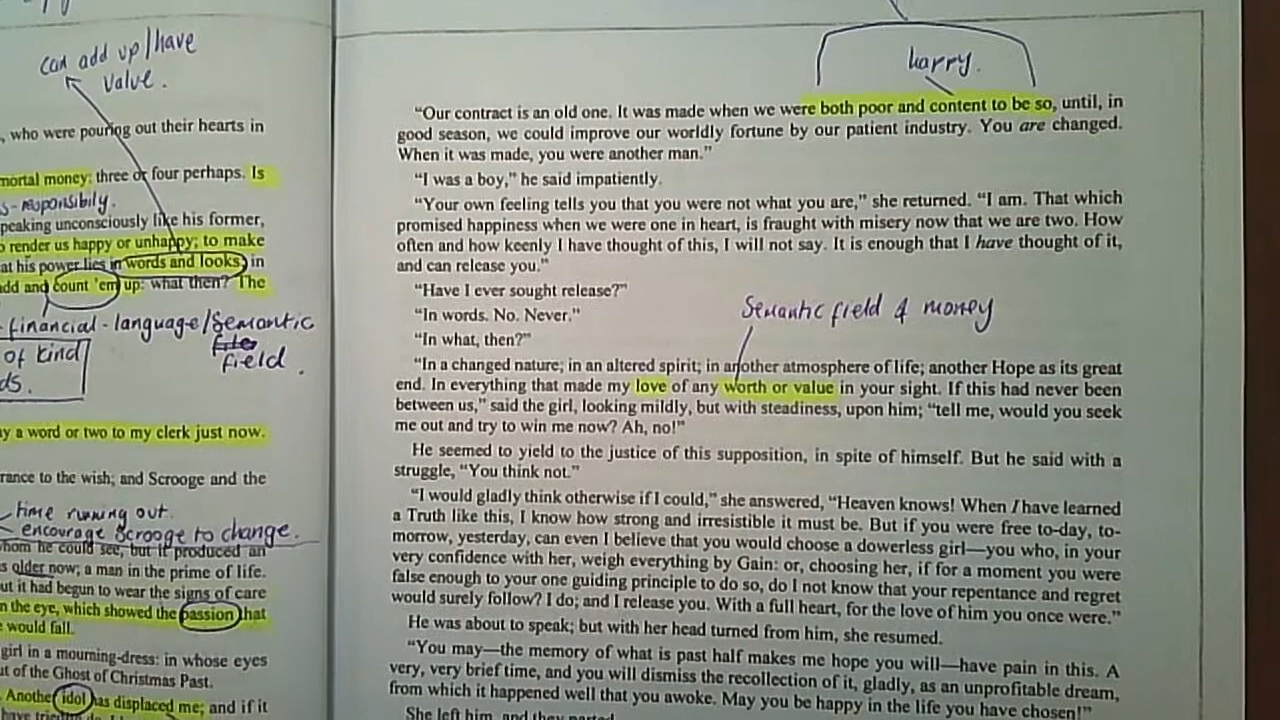 can add up/have
value.
, who were pouring out their hearts in
mortal money; three or four perhaps. Is
s-responsibily.
peaking unconsciously like his former,
render us happy or unhappy; to make
at his power lies in words and looks; in
add and count 'em up: what then? The
- financial - language/Semantic
field.
of kind
ds.
y a word or two to my clerk just now.
rance to the wish; and Scrooge and the
time running out.
encourage Scrooge to change.
hom he could see, but it produced an
s older now; a man in the prime of life.
ut it had begun to wear the signs of care
n the eye, which showed the passion that
would fall.
girl in a mourning-dress: in whose eyes
ut of the Ghost of Christmas Past.
Another idol has displaced me; and if it
harry.
“Our contract is an old one. It was made when we were both poor and content to be so, until, in
good season, we could improve our worldly fortune by our patient industry. You are changed.
When it was made, you were another man.”
“I was a boy,” he said impatiently.
“Your own feeling tells you that you were not what you are,” she returned. “I am. That which
promised happiness when we were one in heart, is fraught with misery now that we are two. How
often and how keenly I have thought of this, I will not say. It is enough that I have thought of it,
and can release you.”
“Have I ever sought release?”
“In words. No. Never.”
Semantic field of money
“In what, then?”
“In a changed nature; in an altered spirit; in another atmosphere of life; another Hope as its great
end. In everything that made my love of any worth or value in your sight. If this had never been
between us,” said the girl, looking mildly, but with steadiness, upon him; “tell me, would you seek
me out and try to win me now? Ah, no!”
He seemed to yield to the justice of this supposition, in spite of himself. But he said with a
struggle, “You think not.”
“I would gladly think otherwise if I could,” she answered, “Heaven knows! When I have learned
a Truth like this, I know how strong and irresistible it must be. But if you were free to-day, to-
morrow, yesterday, can even I believe that you would choose a dowerless girl—you who, in your
very confidence with her, weigh everything by Gain: or, choosing her, if for a moment you were
false enough to your one guiding principle to do so, do I not know that your repentance and regret
would surely follow? I do; and I release you. With a full heart, for the love of him you once were.”
He was about to speak; but with her head turned from him, she resumed.
“You may—the memory of what is past half makes me hope you will—have pain in this. A
very, very brief time, and you will dismiss the recollection of it, gladly, as an unprofitable dream,
from which it happened well that you awoke. May you be happy in the life you have chosen!”
She left him, and they parted.